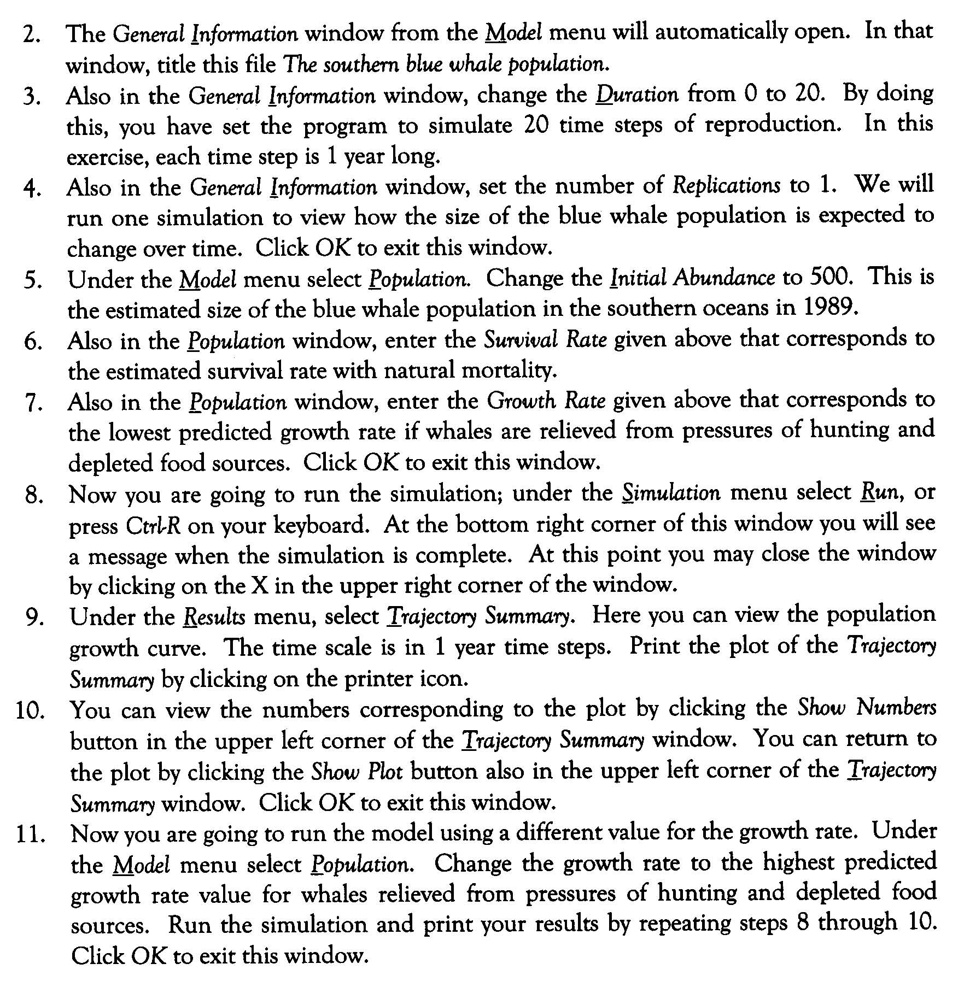 2. The General Information window from the Model menu will automatically open. In that
window, title this file The southern blue whale population.
3. Also in the General Information window, change the Duration from 0 to 20. By doing
this, you have set the program to simulate 20 time steps of reproduction. In this
exercise, each time step is 1 year long.
4. Also in the General Information window, set the number of Replications to 1. We will
run one simulation to view how the size of the blue whale population is expected to
change over time. Click OK to exit this window.
5. Under the Model menu select Population. Change the Initial Abundance to 500. This is
the estimated size of the blue whale population in the southern oceans in 1989.
6. Also in the Population window, enter the Survival Rate given above that corresponds to
the estimated survival rate with natural mortality.
7. Also in the Population window, enter the Growth Rate given above that corresponds to
the lowest predicted growth rate if whales are relieved from pressures of hunting and
depleted food sources. Click OK to exit this window.
8. Now you are going to run the simulation; under the Simulation menu select Run, or
press Ctrl-R on your keyboard. At the bottom right corner of this window you will see
a message when the simulation is complete. At this point you may close the window
by clicking on the X in the upper right corner of the window.
9. Under the Results menu, select Trajectory Summary. Here you can view the population
growth curve. The time scale is in 1 year time steps. Print the plot of the Trajectory
Summary by clicking on the printer icon.
10. You can view the numbers corresponding to the plot by clicking the Show Numbers
button in the upper left corner of the Trajectory Summary window. You can return to
the plot by clicking the Show Plot button also in the upper left corner of the Trajectory
Summary window. Click OK to exit this window.
11. Now you are going to run the model using a different value for the growth rate. Under
the Model menu select Population. Change the growth rate to the highest predicted
growth rate value for whales relieved from pressures of hunting and depleted food
sources. Run the simulation and print your results by repeating steps 8 through 10.
Click OK to exit this window.